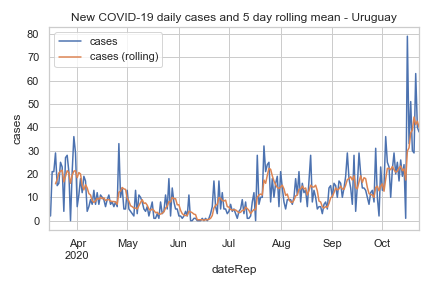 New COVID-19 daily cases and 5 day rolling mean - Uruguay
cases
cases (rolling)
80
70
60
50
40
30
20
10
0
cases
Apr
2020
May
Jun
Jul
Aug
Sep
Oct
dateRep